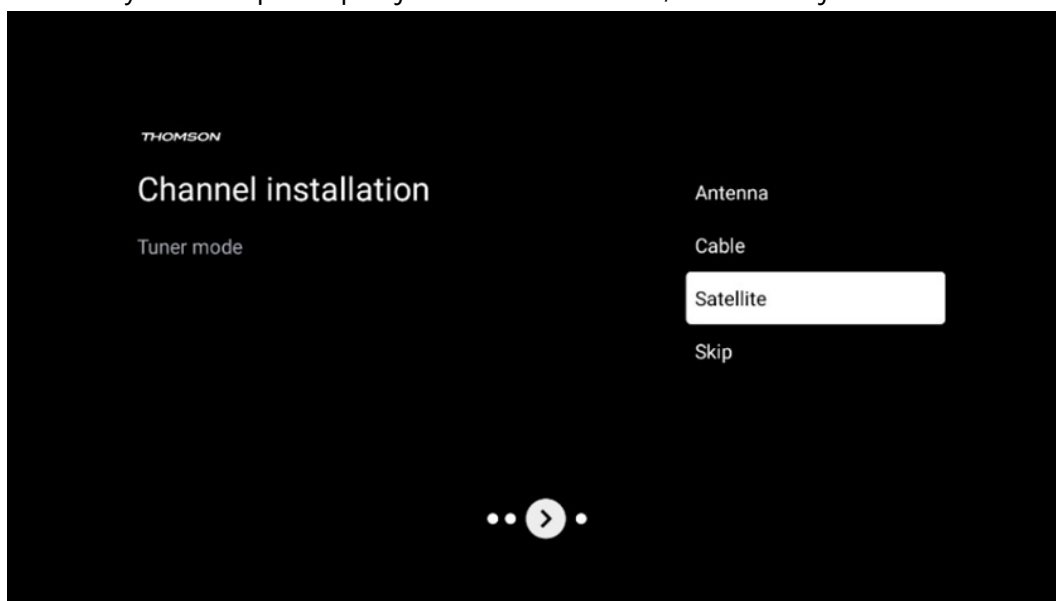 THOMSON
Channel installation
Tuner mode
Antenna
Cable
Satellite
Skip